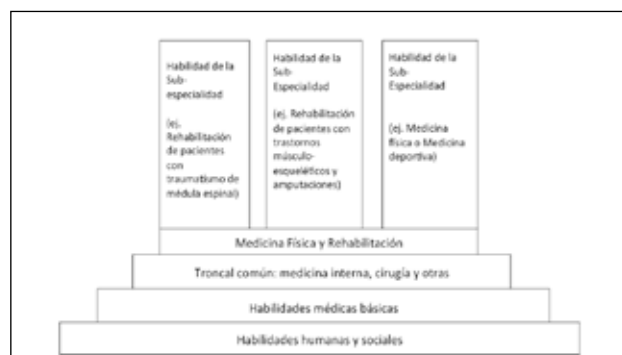 Habilidad de la
Sub-
especialidad
(ej.
Rehabilitación
de pacientes
con
traumatismo de
médula espinal)
Habilidad de la
Sub-
Especialidad
(ej. Rehabilitación
de pacientes con
trastornos
músculo-
esqueléticos y
amputaciones)
Habilidad de la
Sub-
Especialidad
(ej. Medicina
física o Medicina
deportiva)
Medicina Física y Rehabilitación
Troncal común: medicina interna, cirugía y otras
Habilidades médicas básicas
Habilidades humanas y sociales